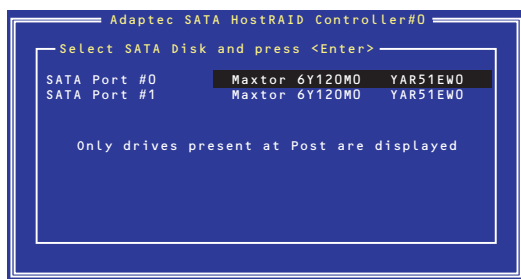 Adaptec SATA HostRAID Controller#0
Select SATA Disk and press <Enter>
SATA Port #0 Maxtor 6Y120M0 YAR51EW0
SATA Port #1 Maxtor 6Y120M0 YAR51EW0
Only drives present at Post are displayed